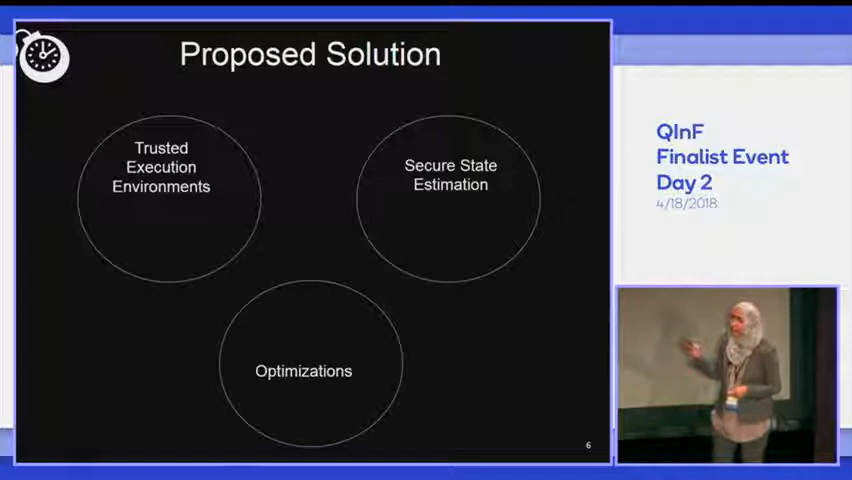 Proposed Solution
Trusted
Execution
Environments
Secure State
Estimation
Optimizations
6
QInF
Finalist Event
Day 2
4/18/2018